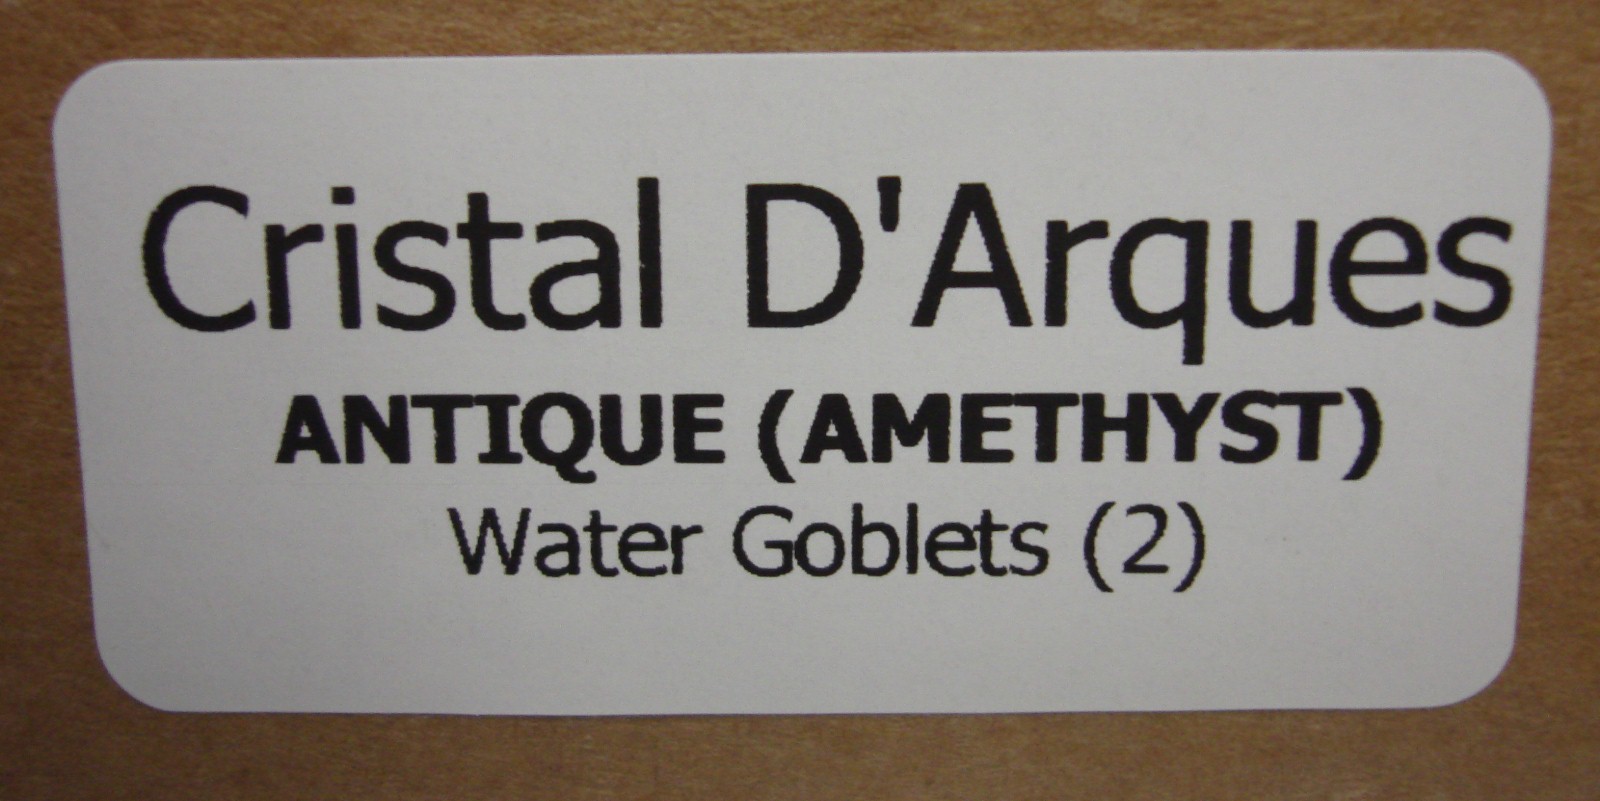 Cristal D'Arques
ANTIQUE (AMETHYST)
Water Goblets (2)